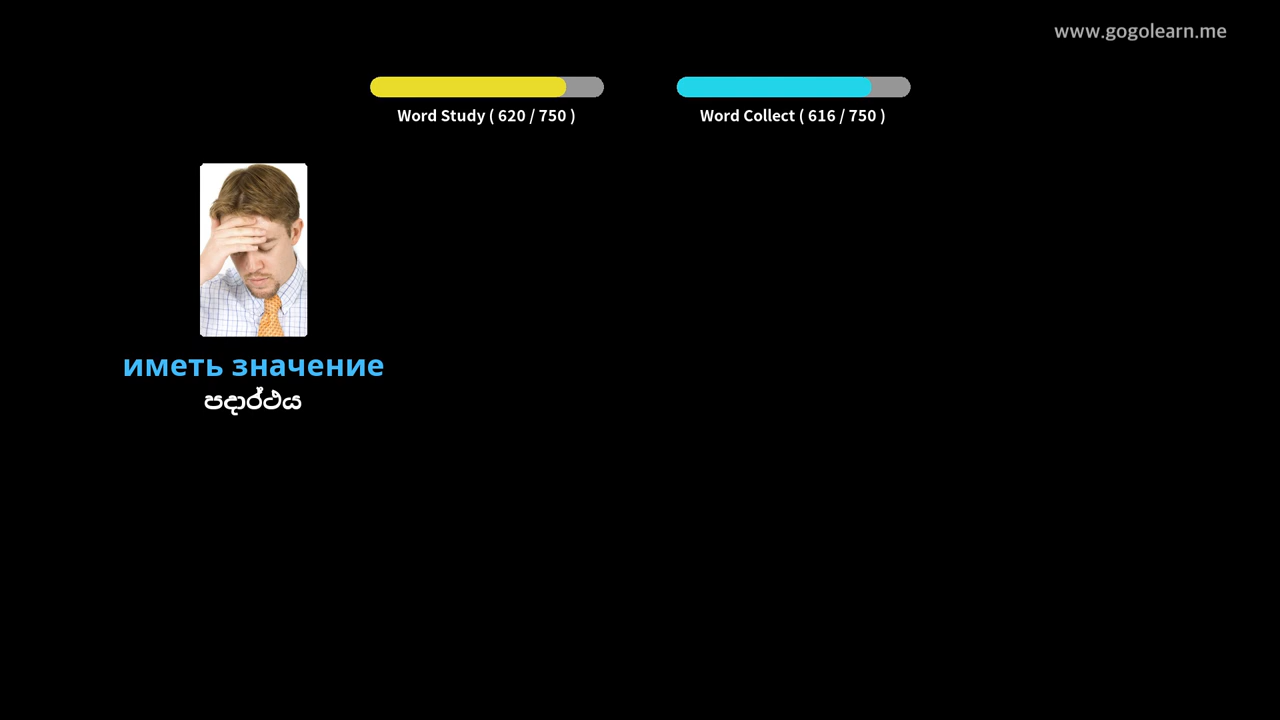 www.gogolearn.me
Word Study ( 620 / 750 )
Word Collect ( 616 / 750 )
иметь значение
පදාර්ථය